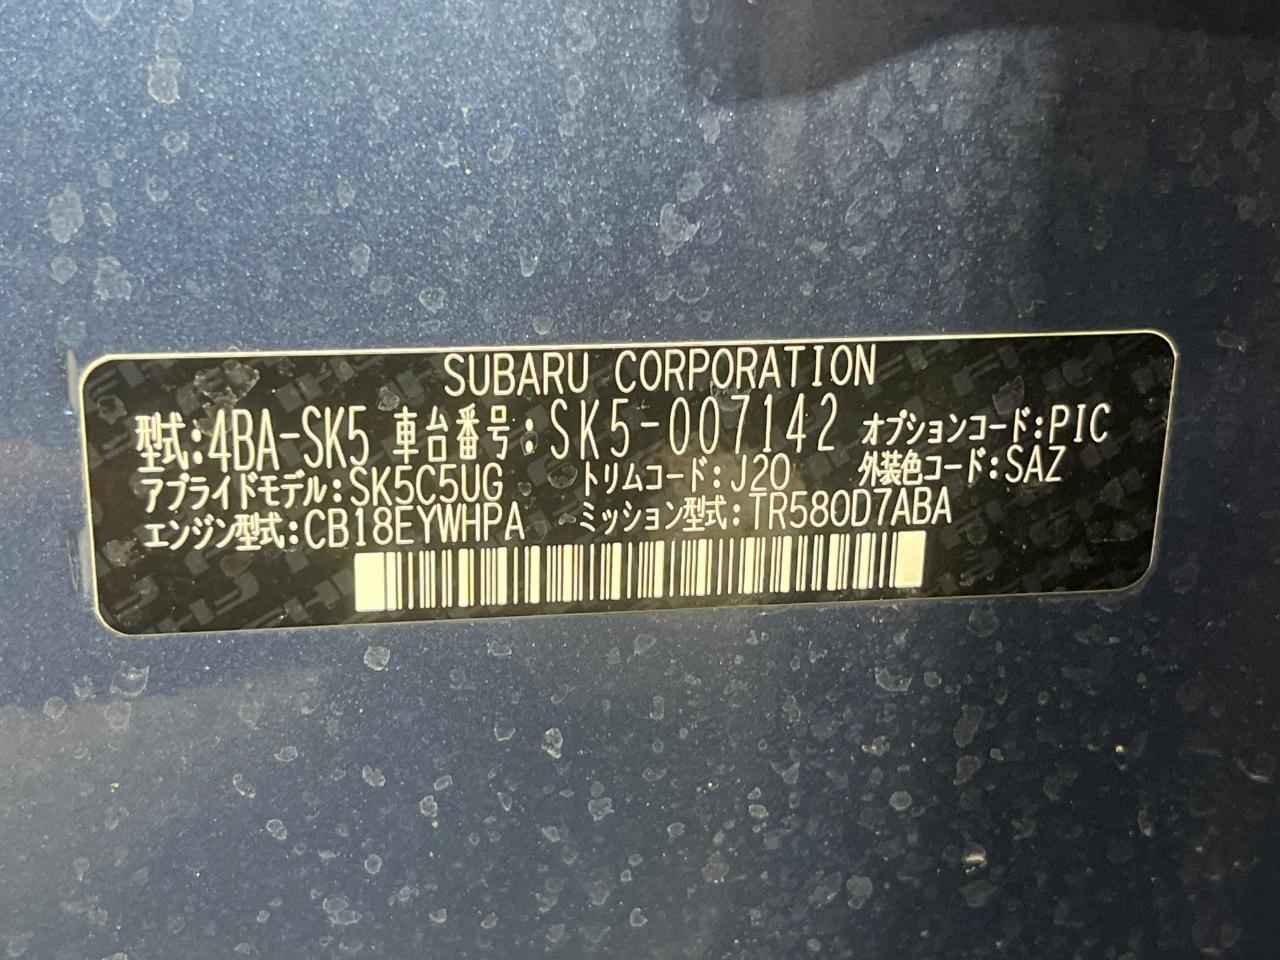 SUBARU CORPORATION
型式:4BA-SK5 車台番号:SK5-007142 オプションコード:PIC
アプライドモデル:SK5C5UG トリムコード:J20 外装色コード:SAZ
エンジン型式:CB18EYWHPA ミッション型式:TR580D7ABA